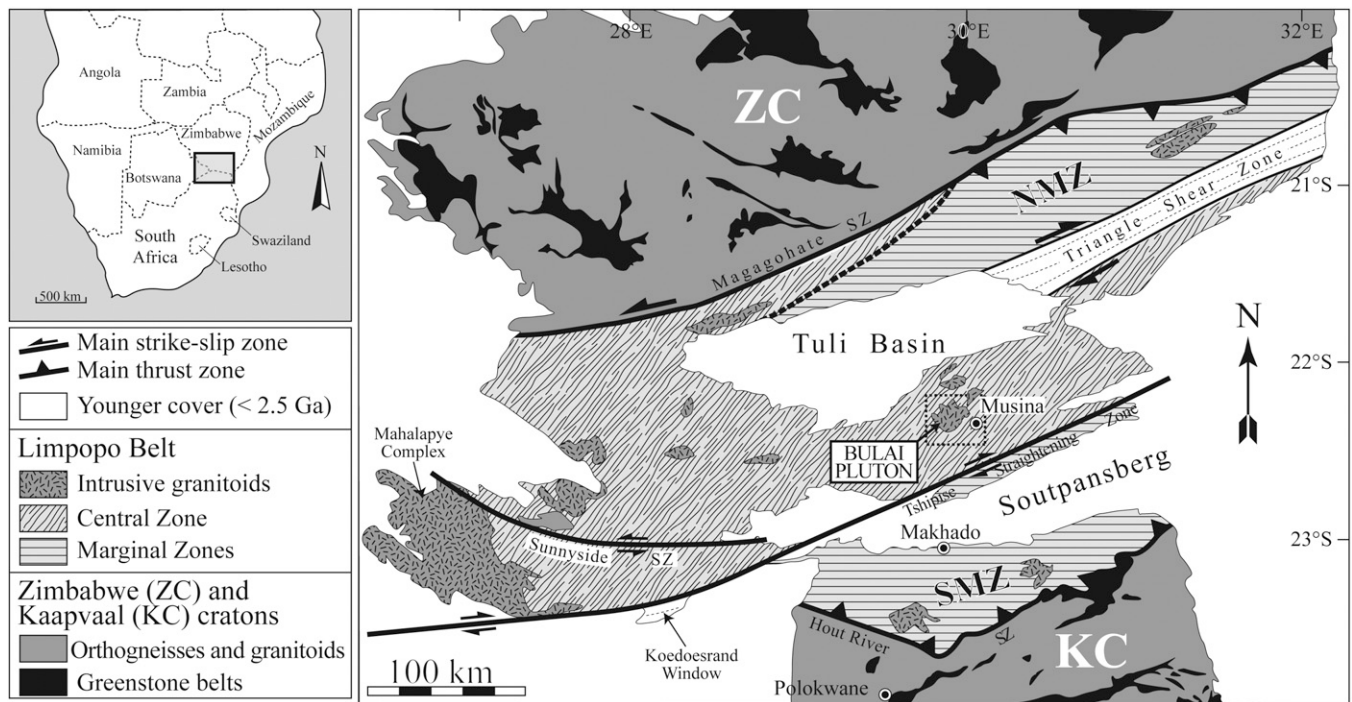 Angola
Zambia
Zimbabwe
Mozambique
Namibia
Botswana
N
South
Africa
Swaziland
Lesotho
500 km
Main strike-slip zone
Main thrust zone
Younger cover (< 2.5 Ga)
Limpopo Belt
Intrusive granitoids
Central Zone
Marginal Zones
Zimbabwe (ZC) and
Kaapvaal (KC) cratons
Orthogneisses and granitoids
Greenstone belts
28°E
30°E
32°E
ZC
NMZ
21°S
Magagohate SZ
Triangle Shear Zone
Tuli Basin
N
22°S
Musina
Mahalapye
Complex
BULAI
PLUTON
Tshipise Straightening Zone
Soutpansberg
Sunnyside SZ
Makhado
23°S
SMZ
Hout River SZ
KC
Koedoesrand
Window
100 km
Polokwane